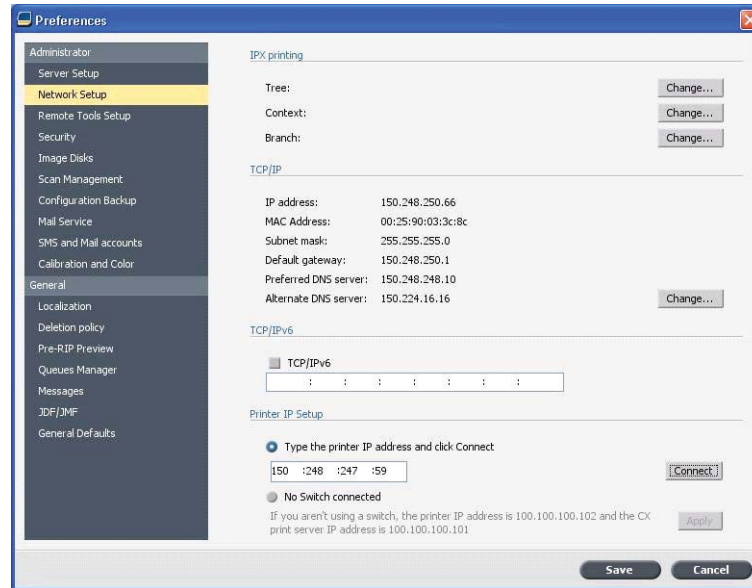 Preferences
Administrator
Server Setup
Network Setup
Remote Tools Setup
Security
Image Disks
Scan Management
Configuration Backup
Mail Service
SMS and Mail accounts
Calibration and Color
General
Localization
Deletion policy
Pre-RIP Preview
Queues Manager
Messages
JDF/JMF
General Defaults
IPX printing
Tree: Change...
Context: Change...
Branch: Change...
TCP/IP
IP address: 150.248.250.66
MAC Address: 00:25:90:03:3c:8c
Subnet mask: 255.255.255.0
Default gateway: 150.248.250.1
Preferred DNS server: 150.248.248.10
Alternate DNS server: 150.224.16.16 Change...
TCP/IPv6
TCP/IPv6
: : : : : : :
Printer IP Setup
Type the printer IP address and click Connect
150 :248 :247 :59 Connect
No Switch connected
If you aren't using a switch, the printer IP address is 100.100.100.102 and the CX
print server IP address is 100.100.100.101 Apply
Save Cancel